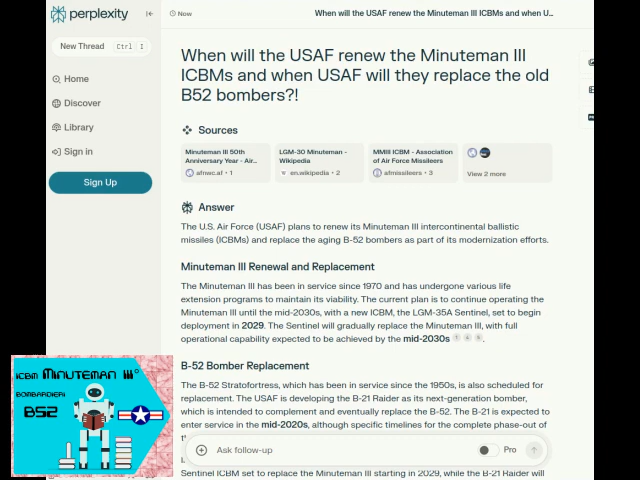 perplexity
Now
When will the USAF renew the Minuteman III ICBMs and when U...
New Thread
Ctrl I
Home
Discover
Library
Sign in
Sign Up
When will the USAF renew the Minuteman III
ICBMs and when USAF will they replace the old
B52 bombers?!
Sources
Minuteman III 50th
Anniversary Year - Air...
afnwc.af • 1
LGM-30 Minuteman -
Wikipedia
W en.wikipedia • 2
MMIII ICBM - Association
of Air Force Missileers
afmissileers • 3
View 2 more
Answer
The U.S. Air Force (USAF) plans to renew its Minuteman III intercontinental ballistic
missiles (ICBMs) and replace the aging B-52 bombers as part of its modernization efforts.
Minuteman III Renewal and Replacement
The Minuteman III has been in service since 1970 and has undergone various life
extension programs to maintain its viability. The current plan is to continue operating the
Minuteman III until the mid-2030s, with a new ICBM, the LGM-35A Sentinel, set to begin
deployment in 2029. The Sentinel will gradually replace the Minuteman III, with full
operational capability expected to be achieved by the mid-2030s
B-52 Bomber Replacement
The B-52 Stratofortress, which has been in service since the 1950s, is also scheduled for
replacement. The USAF is developing the B-21 Raider as its next-generation bomber,
which is intended to complement and eventually replace the B-52. The B-21 is expected to
enter service in the mid-2020s, although specific timelines for the complete phase-out of
Ask follow-up
Pro
Sentinel ICBM set to replace the Minuteman III starting in 2029, while the B-21 Raider will
ICBM MINUTEMAN III°
BOMBARDIERI
B52